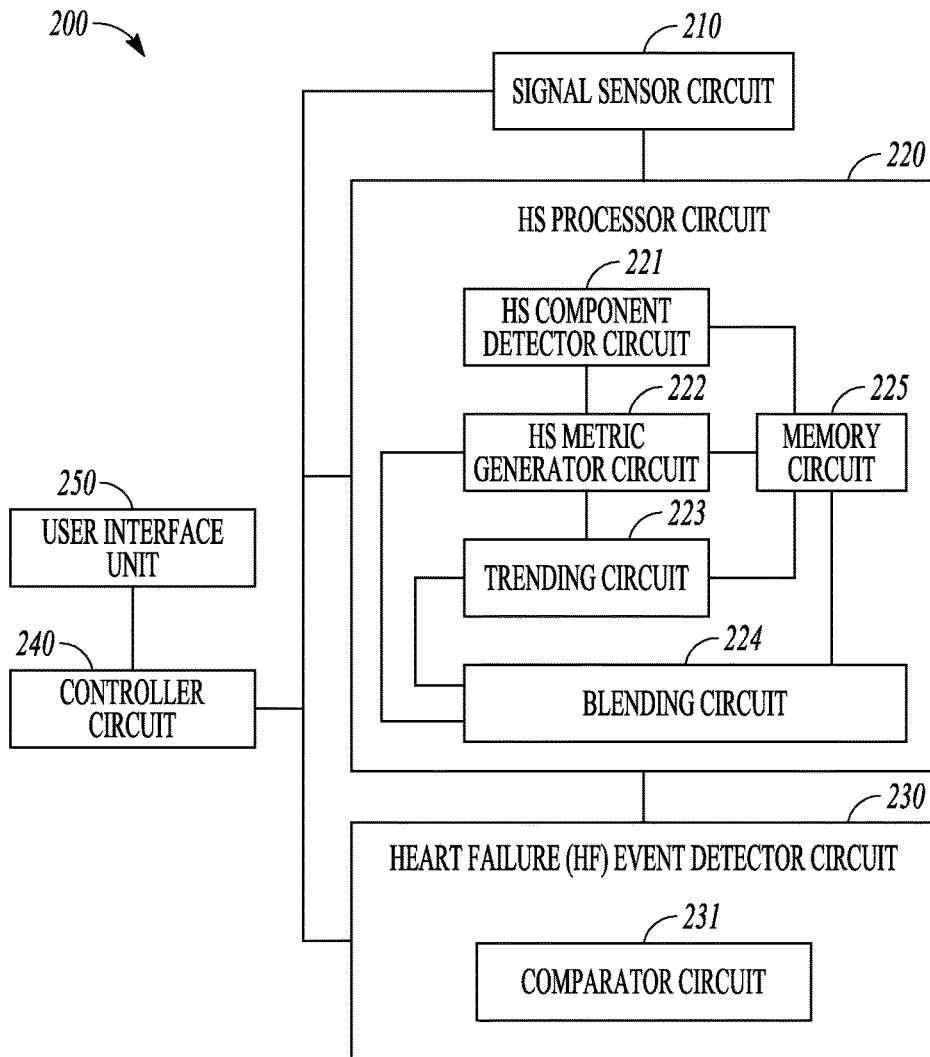 200
210
SIGNAL SENSOR CIRCUIT
220
HS PROCESSOR CIRCUIT
221
HS COMPONENT
DETECTOR CIRCUIT
222
HS METRIC
GENERATOR CIRCUIT
225
MEMORY
CIRCUIT
223
TRENDING CIRCUIT
224
BLENDING CIRCUIT
250
USER INTERFACE
UNIT
240
CONTROLLER
CIRCUIT
230
HEART FAILURE (HF) EVENT DETECTOR CIRCUIT
231
COMPARATOR CIRCUIT